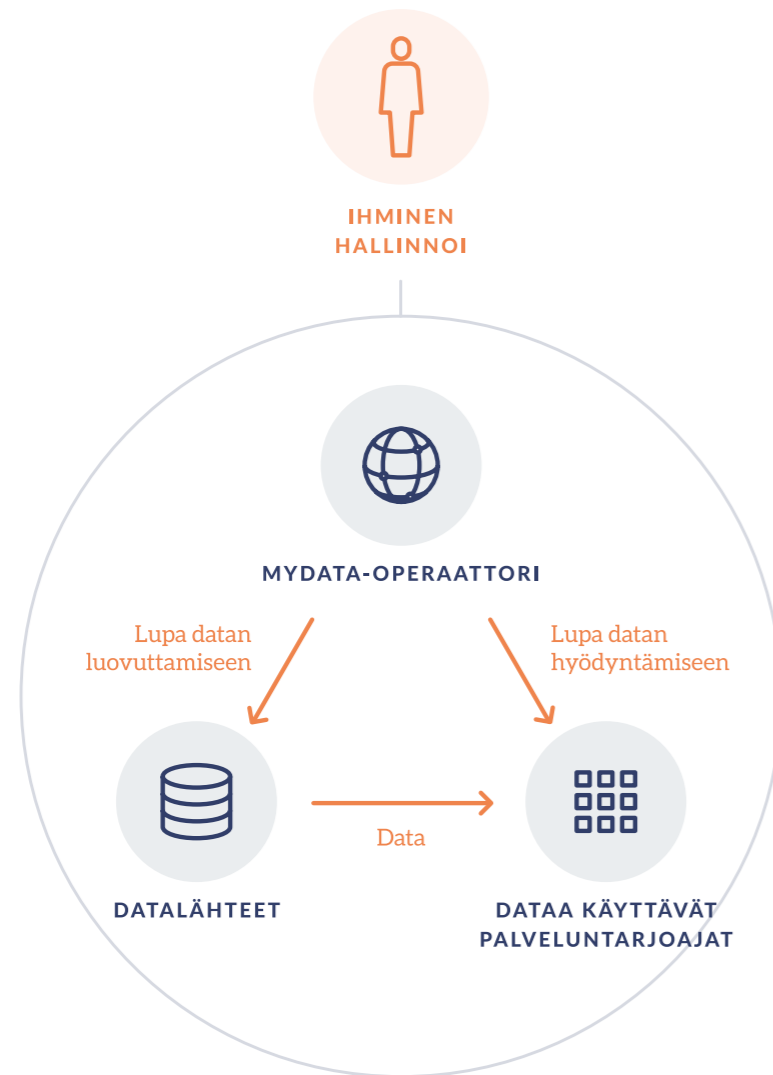 IHMINEN
HALLINNOI
MYDATA-OPERAATTORI
Lupa datan
luovuttamiseen
Lupa datan
hyödyntämiseen
Data
DATALÄHTEET
DATAA KÄYTTÄVÄT
PALVELUNTARJOAJAT